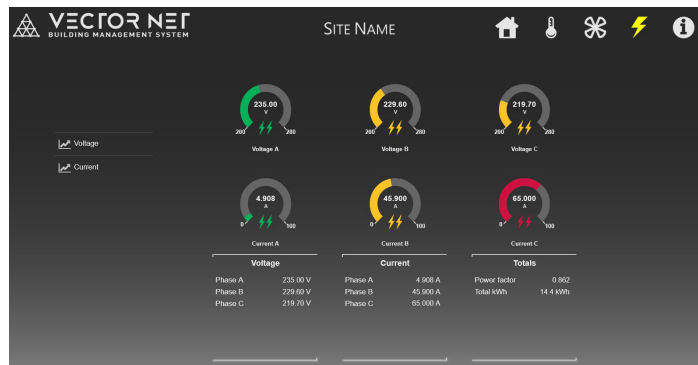 VECTOR NET
BUILDING MANAGEMENT SYSTEM
SITE NAME
Voltage
Current
235.00
V
200 280
Voltage A
229.60
V
200 280
Voltage B
219.70
V
200 280
Voltage C
4.908
A
0 100
Current A
45.900
A
0 100
Current B
65.000
A
0 100
Current C
Voltage
Phase A 235.00 V
Phase B 229.60 V
Phase C 219.70 V
Current
Phase A 4.908 A
Phase B 45.900 A
Phase C 65.000 A
Totals
Power factor 0.862
Total kWh 14.4 kWh